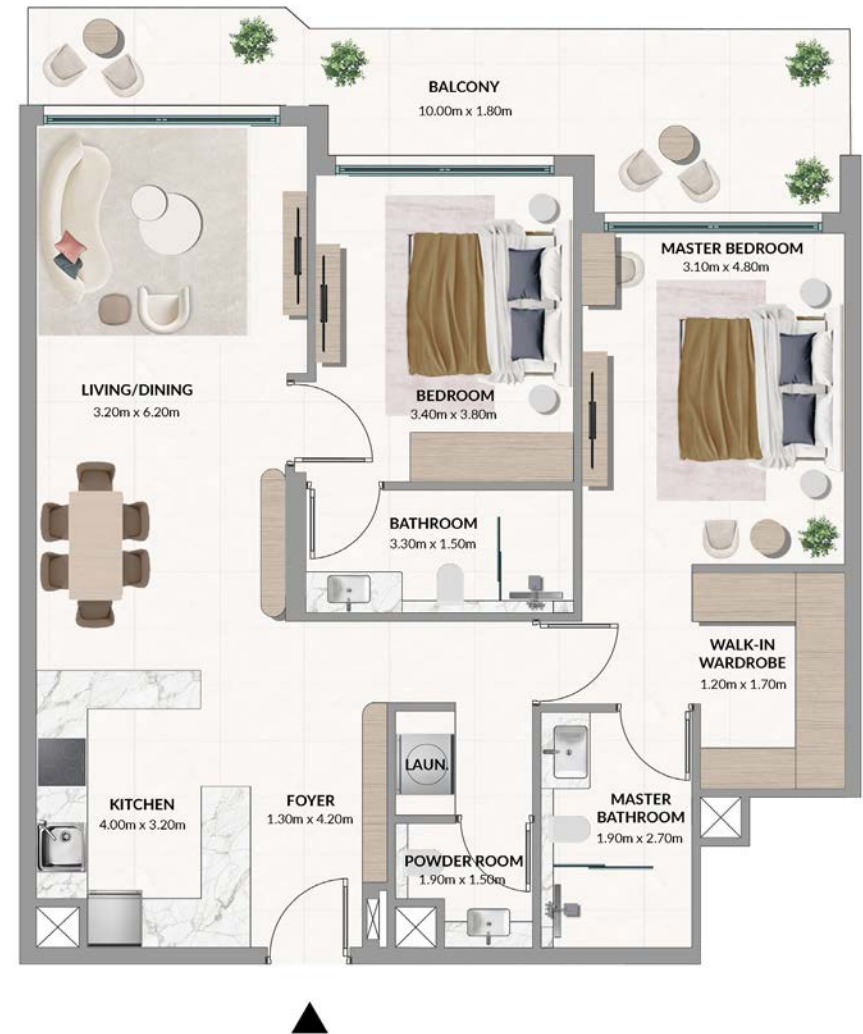 BALCONY
10.00m x 1.80m
MASTER BEDROOM
3.10m x 4.80m
LIVING/DINING
3.20m x 6.20m
BEDROOM
3.40m x 3.80m
BATHROOM
3.30m x 1.50m
WALK-IN
WARDROBE
1.20m x 1.70m
LAUN.
KITCHEN
4.00m x 3.20m
FOYER
1.30m x 4.20m
MASTER
BATHROOM
1.90m x 2.70m
POWDER ROOM
1.90m x 1.50m